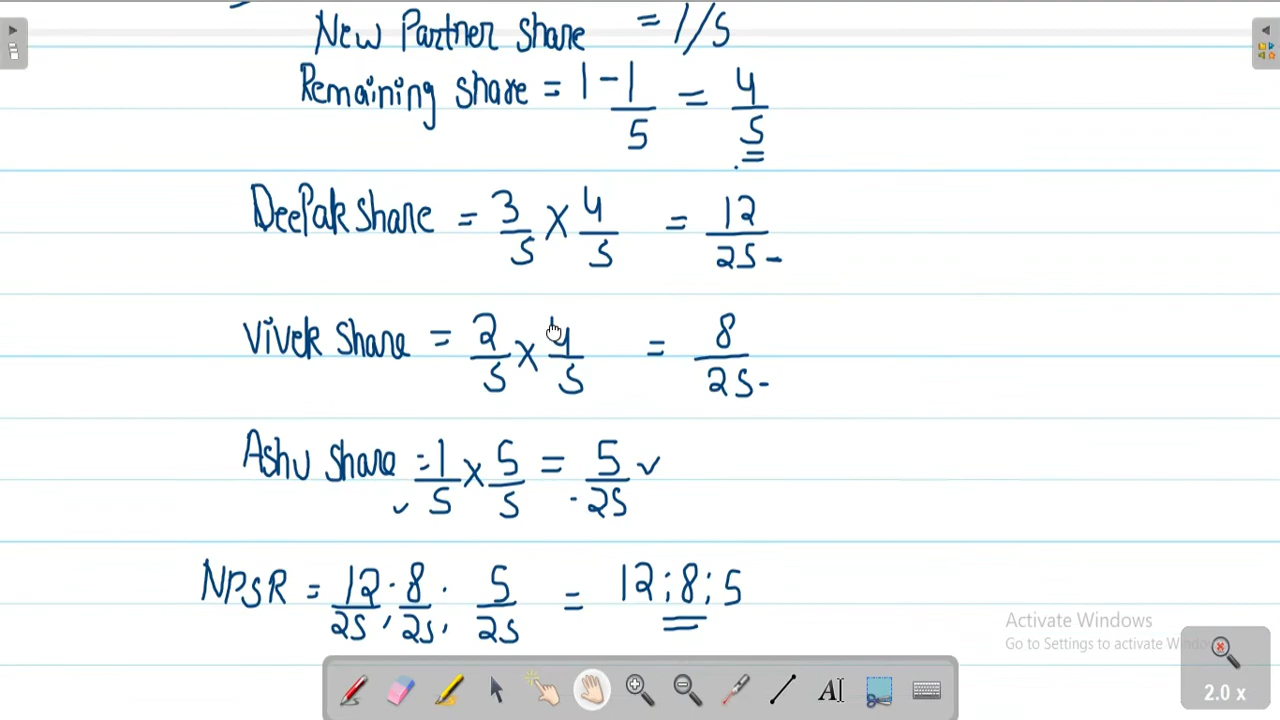 New Partner share = 1/5
Remaining share = 1 - 1/5 = 4/5
Deepak share = 3/5 × 4/5 = 12/25
Vivek share = 2/5 × 4/5 = 8/25
Ashu share = 1/5 × 5/5 = 5/25
NPSR = 12/25 : 8/25 : 5/25 = 12:8:5
Activate Windows
Go to Settings to activate Windows
AI
2.0 x